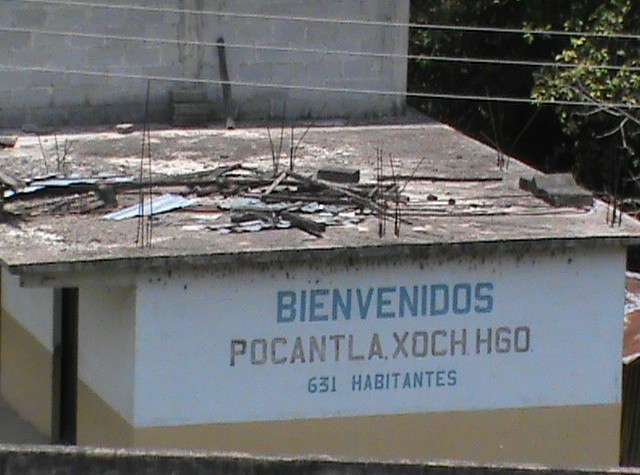 BIENVENIDOS
POCANTLA.XOCH.HGO.
631 HABITANTES